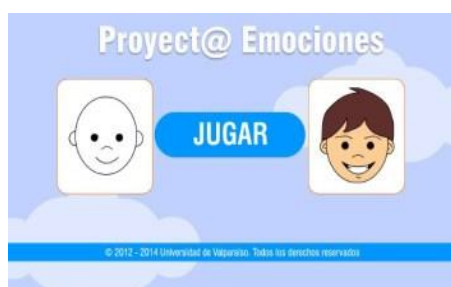 Proyect@ Emociones
JUGAR
© 2012 - 2014 Universidad de Valparaíso. Todos los derechos reservados